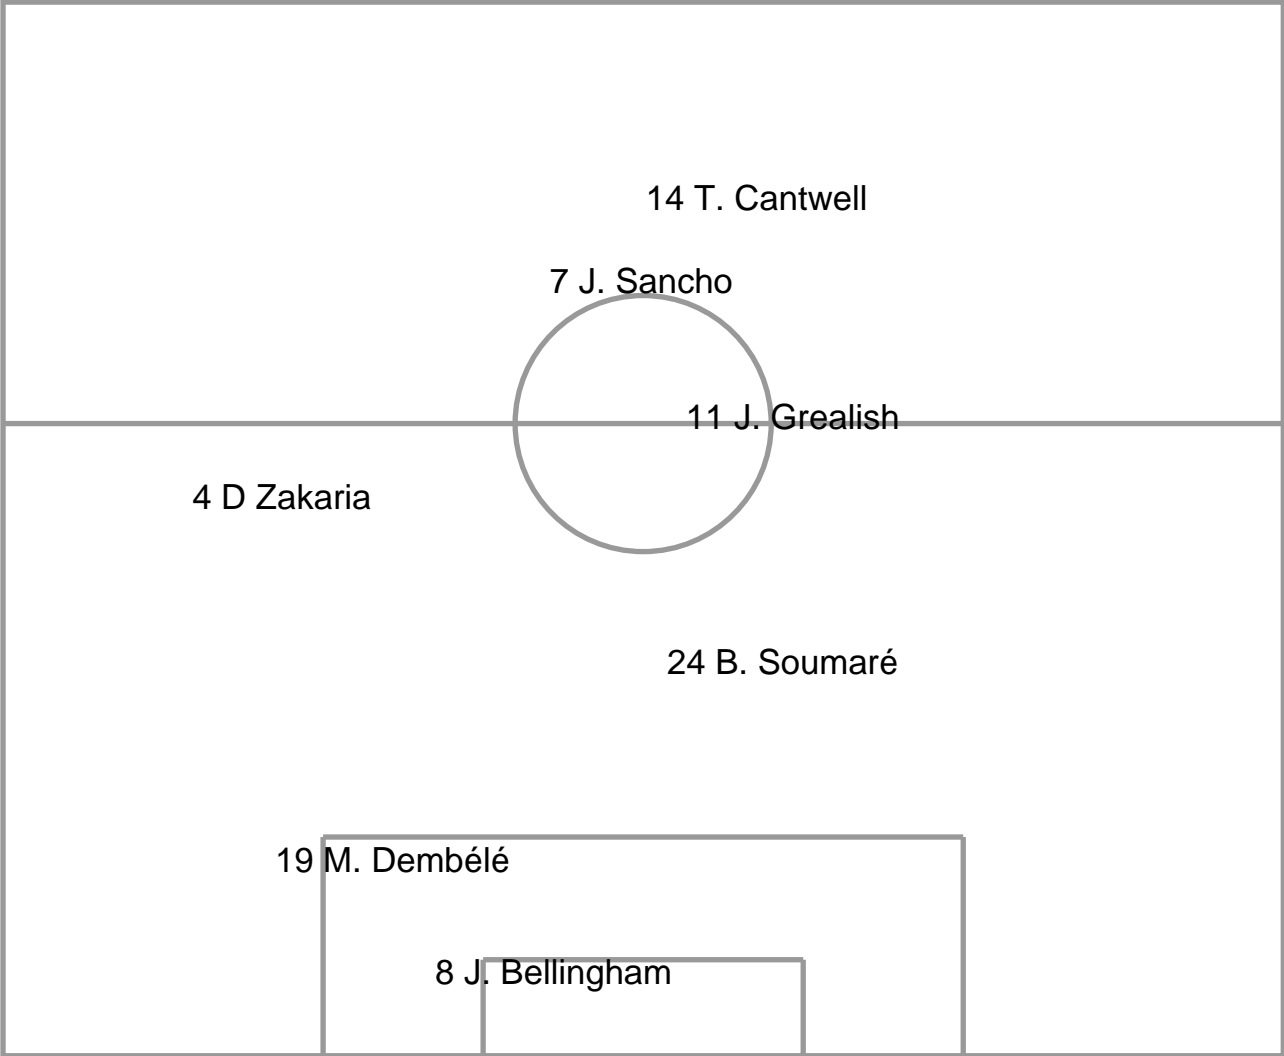 14 T. Cantwell
7 J. Sancho
11 J. Grealish
4 D Zakaria
24 B. Soumaré
19 M. Dembélé
8 J. Bellingham